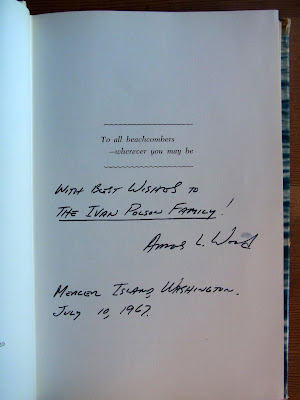 To all beachcombers
—wherever you may be
WITH BEST WISHES TO
THE IVAN POLSON FAMILY!
Amos L. Wood
MERCER ISLAND, WASHINGTON.
JULY 10, 1967.